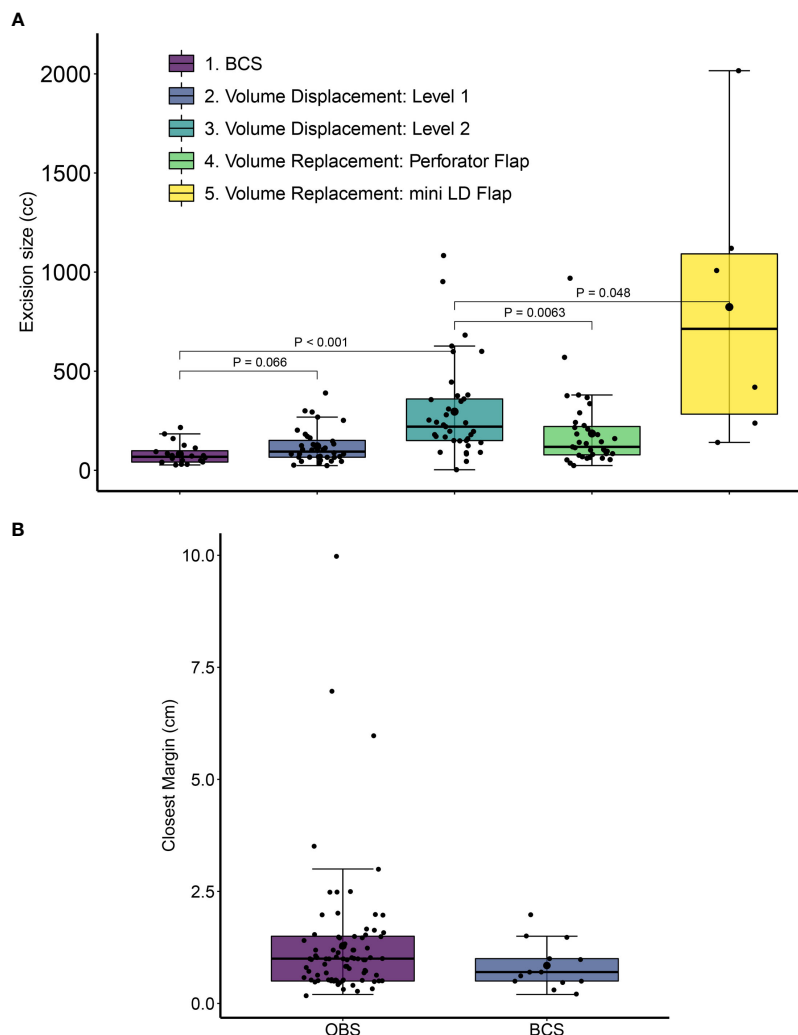 A
2000
1500
1000
500
0
Excision size (cc)
1. BCS
2. Volume Displacement: Level 1
3. Volume Displacement: Level 2
4. Volume Replacement: Perforator Flap
5. Volume Replacement: mini LD Flap
P = 0.048
P = 0.0063
P < 0.001
P = 0.066
B
10.0
7.5
5.0
2.5
0.0
Closest Margin (cm)
OBS
BCS